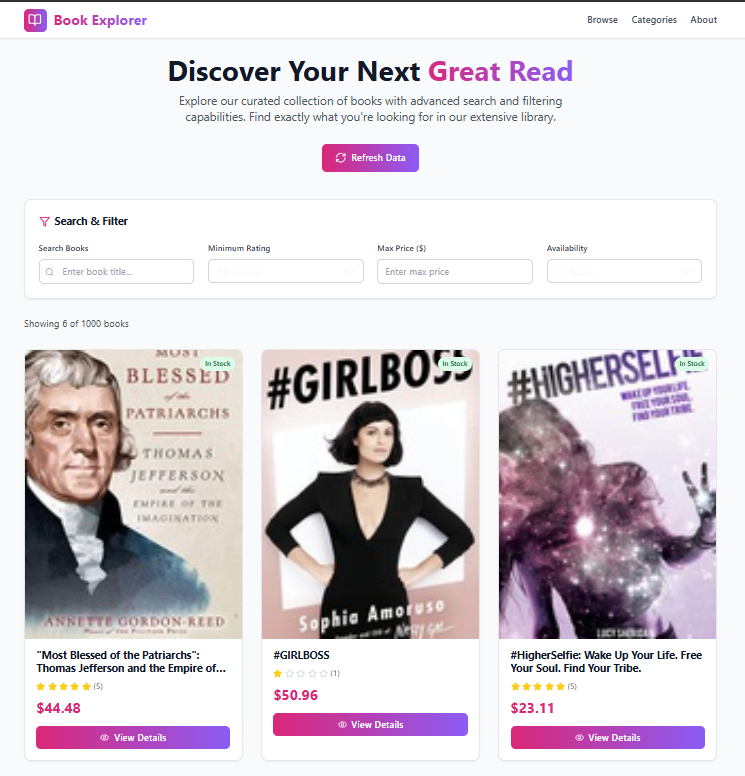 Book Explorer
Browse
Categories
About
Discover Your Next Great Read
Explore our curated collection of books with advanced search and filtering
capabilities. Find exactly what you're looking for in our extensive library.
Refresh Data
Search & Filter
Search Books
Minimum Rating
Max Price ($)
Availability
Enter book title...
Enter max price
Showing 6 of 1000 books
In Stock
MOST
BLESSED
of the
PATRIARCHS
THOMAS
JEFFERSON
and the
EMPIRE OF THE
IMAGINATION
ANNETTE GORDON-REED
"Most Blessed of the Patriarchs":
Thomas Jefferson and the Empire of...
(5)
$44.48
View Details
In Stock
#GIRLBOSS
Sophia Amoruso
#GIRLBOSS
(1)
$50.96
View Details
In Stock
#HIGHERSELFIE
WAKE UP YOUR LIFE.
FREE YOUR SOUL.
FIND YOUR TRIBE.
#HigherSelfie: Wake Up Your Life. Free
Your Soul. Find Your Tribe.
(5)
$23.11
View Details